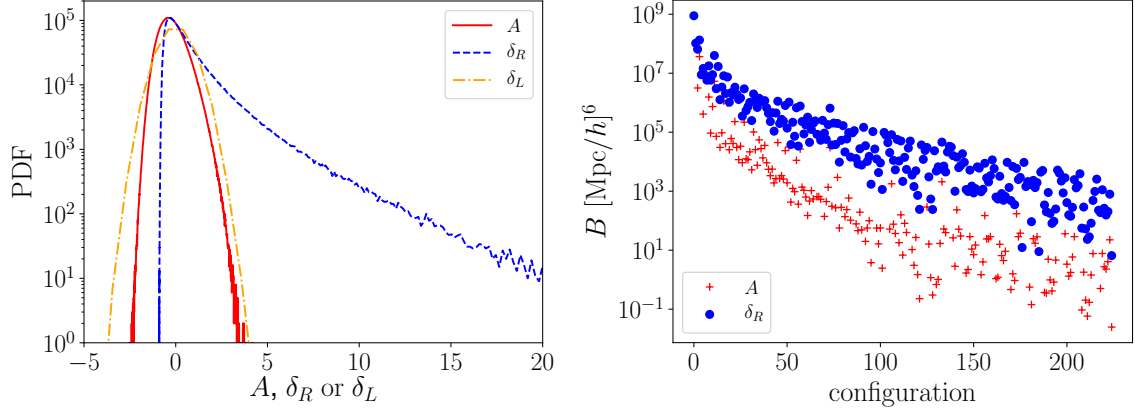 10^5
10^4
10^3
10^2
10^1
10^0
PDF
−5
0
5
10
15
20
A, δ_R or δ_L
A
δ_R
δ_L
10^9
10^7
10^5
10^3
10^1
10^−1
B [Mpc/h]^6
0
50
100
150
200
configuration
A
δ_R